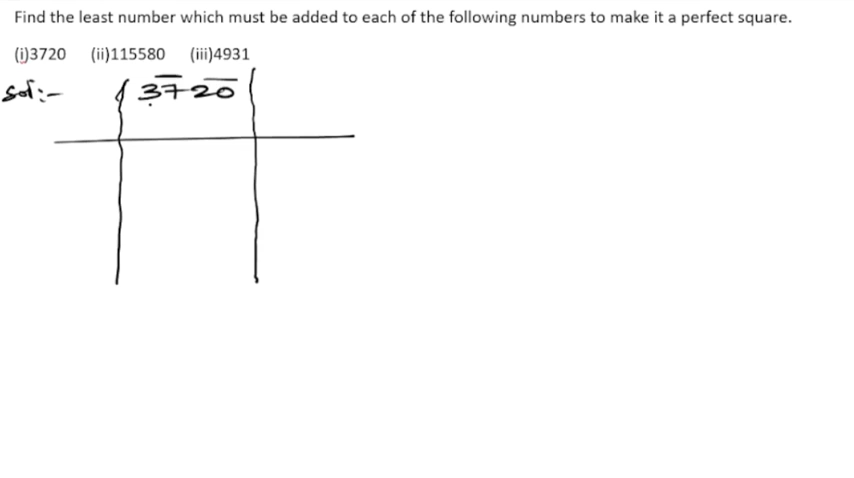 Find the least number which must be added to each of the following numbers to make it a perfect square.
(i)3720 (ii)115580 (iii)4931
Sol:- 3720